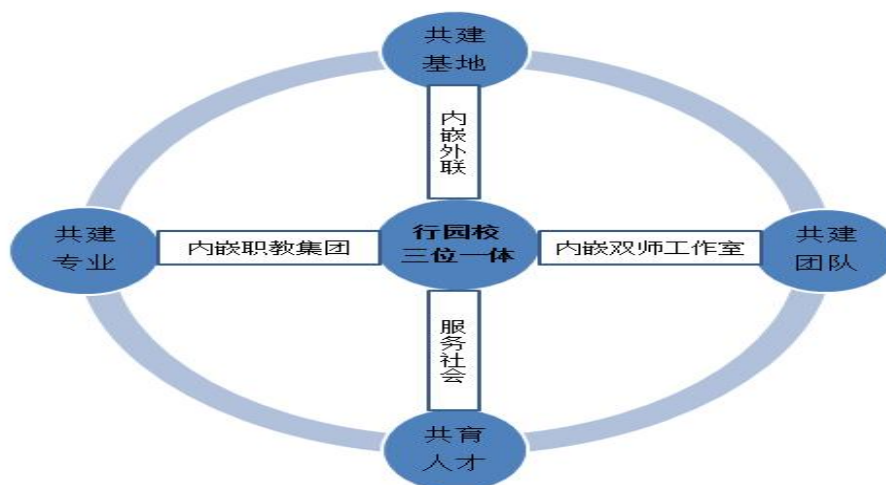 共建
基地
内嵌外联
共建
专业
内嵌职教集团
行园校
三位一体
内嵌双师工作室
共建
团队
服务社会
共育
人才